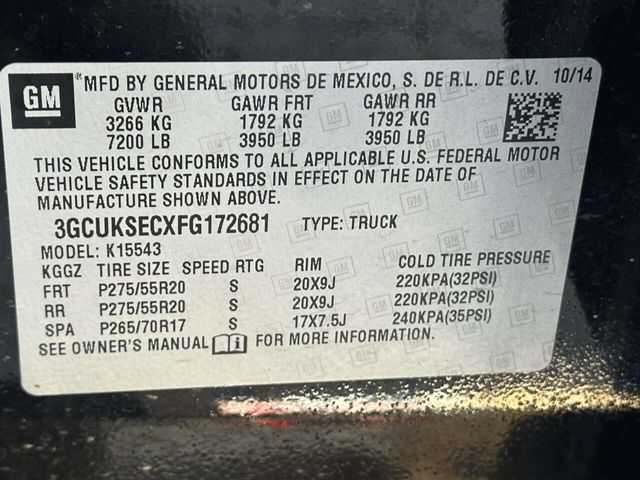 GM ® MFD BY GENERAL MOTORS DE MEXICO, S. DE R.L. DE C.V. 10/14
GVWR GAWR FRT GAWR RR
3266 KG 1792 KG 1792 KG
7200 LB 3950 LB 3950 LB
THIS VEHICLE CONFORMS TO ALL APPLICABLE U.S. FEDERAL MOTOR
VEHICLE SAFETY STANDARDS IN EFFECT ON THE DATE OF
MANUFACTURE SHOWN ABOVE.
3GCUKSECXFG172681 TYPE: TRUCK
MODEL: K15543
KGGZ TIRE SIZE SPEED RTG RIM COLD TIRE PRESSURE
FRT P275/55R20 S 20X9J 220KPA(32PSI)
RR P275/55R20 S 20X9J 220KPA(32PSI)
SPA P265/70R17 S 17X7.5J 240KPA(35PSI)
SEE OWNER'S MANUAL FOR MORE INFORMATION.